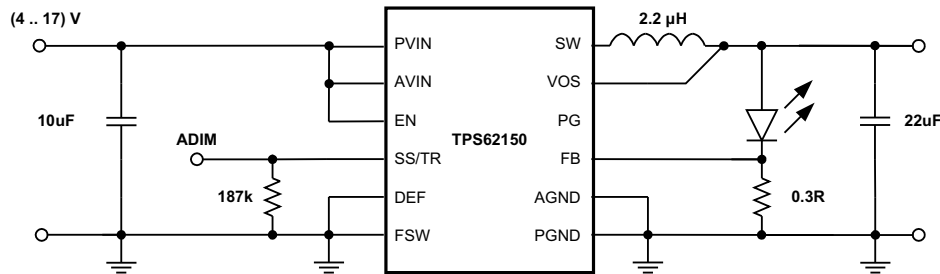 (4 .. 17) V
2.2 µH
PVIN
SW
AVIN
VOS
10uF
EN
PG
22uF
ADIM
TPS62150
SS/TR
FB
187k
DEF
AGND
0.3R
FSW
PGND